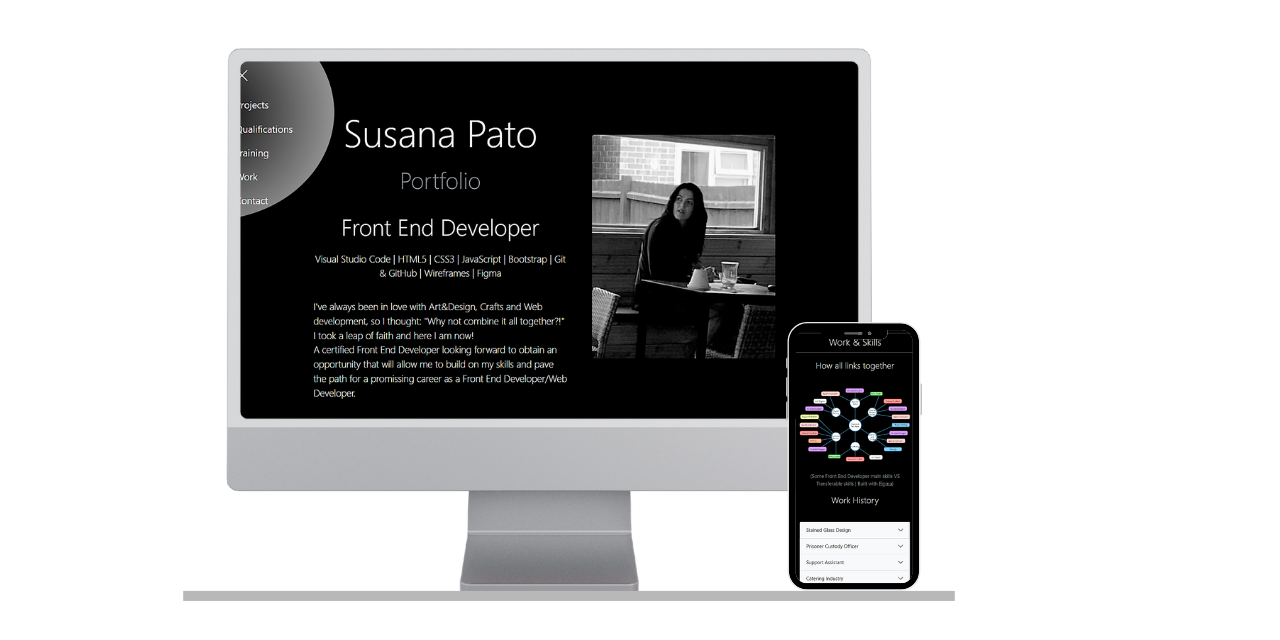 rojects
Qualifications
raining
Work
ontact
Susana Pato
Portfolio
Front End Developer
Visual Studio Code | HTML5 | CSS3 | JavaScript | Bootstrap | Git
& GitHub | Wireframes | Figma
I've always been in love with Art&Design, Crafts and Web
development, so I thought: "Why not combine it all together?!"
I took a leap of faith and here I am now!
A certified Front End Developer looking forward to obtain an
opportunity that will allow me to build on my skills and pave
the path for a promissing career as a Front End Developer/Web
Developer.
Work & Skills
How all links together
(Some Front End Developer main skills VS
Transferable skills | Built with Figma)
Work History
Stained Glass Design
Prisoner Custody Officer
Support Assistant
Catering Industry